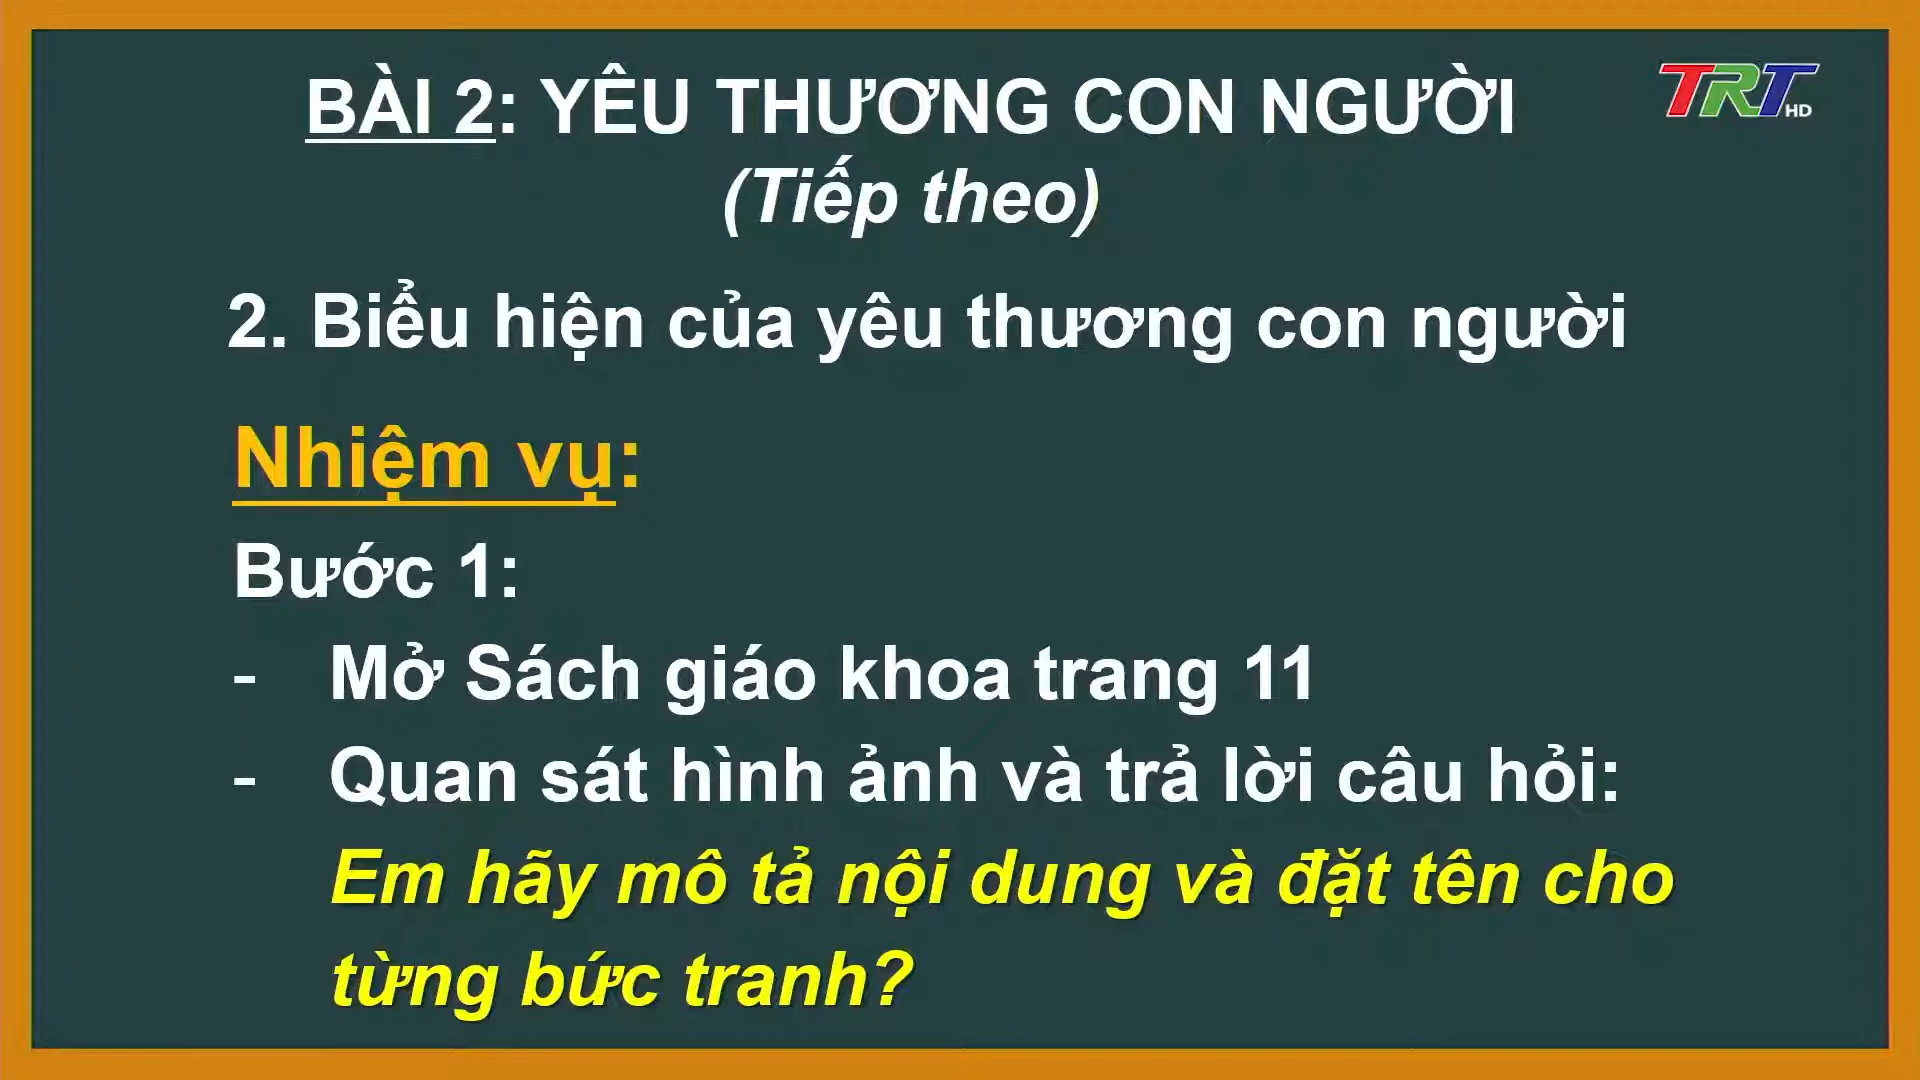 BÀI 2: YÊU THƯƠNG CON NGƯỜI
TRT HD
(Tiếp theo)
2. Biểu hiện của yêu thương con người
Nhiệm vụ:
Bước 1:
- Mở Sách giáo khoa trang 11
- Quan sát hình ảnh và trả lời câu hỏi:
Em hãy mô tả nội dung và đặt tên cho
từng bức tranh?